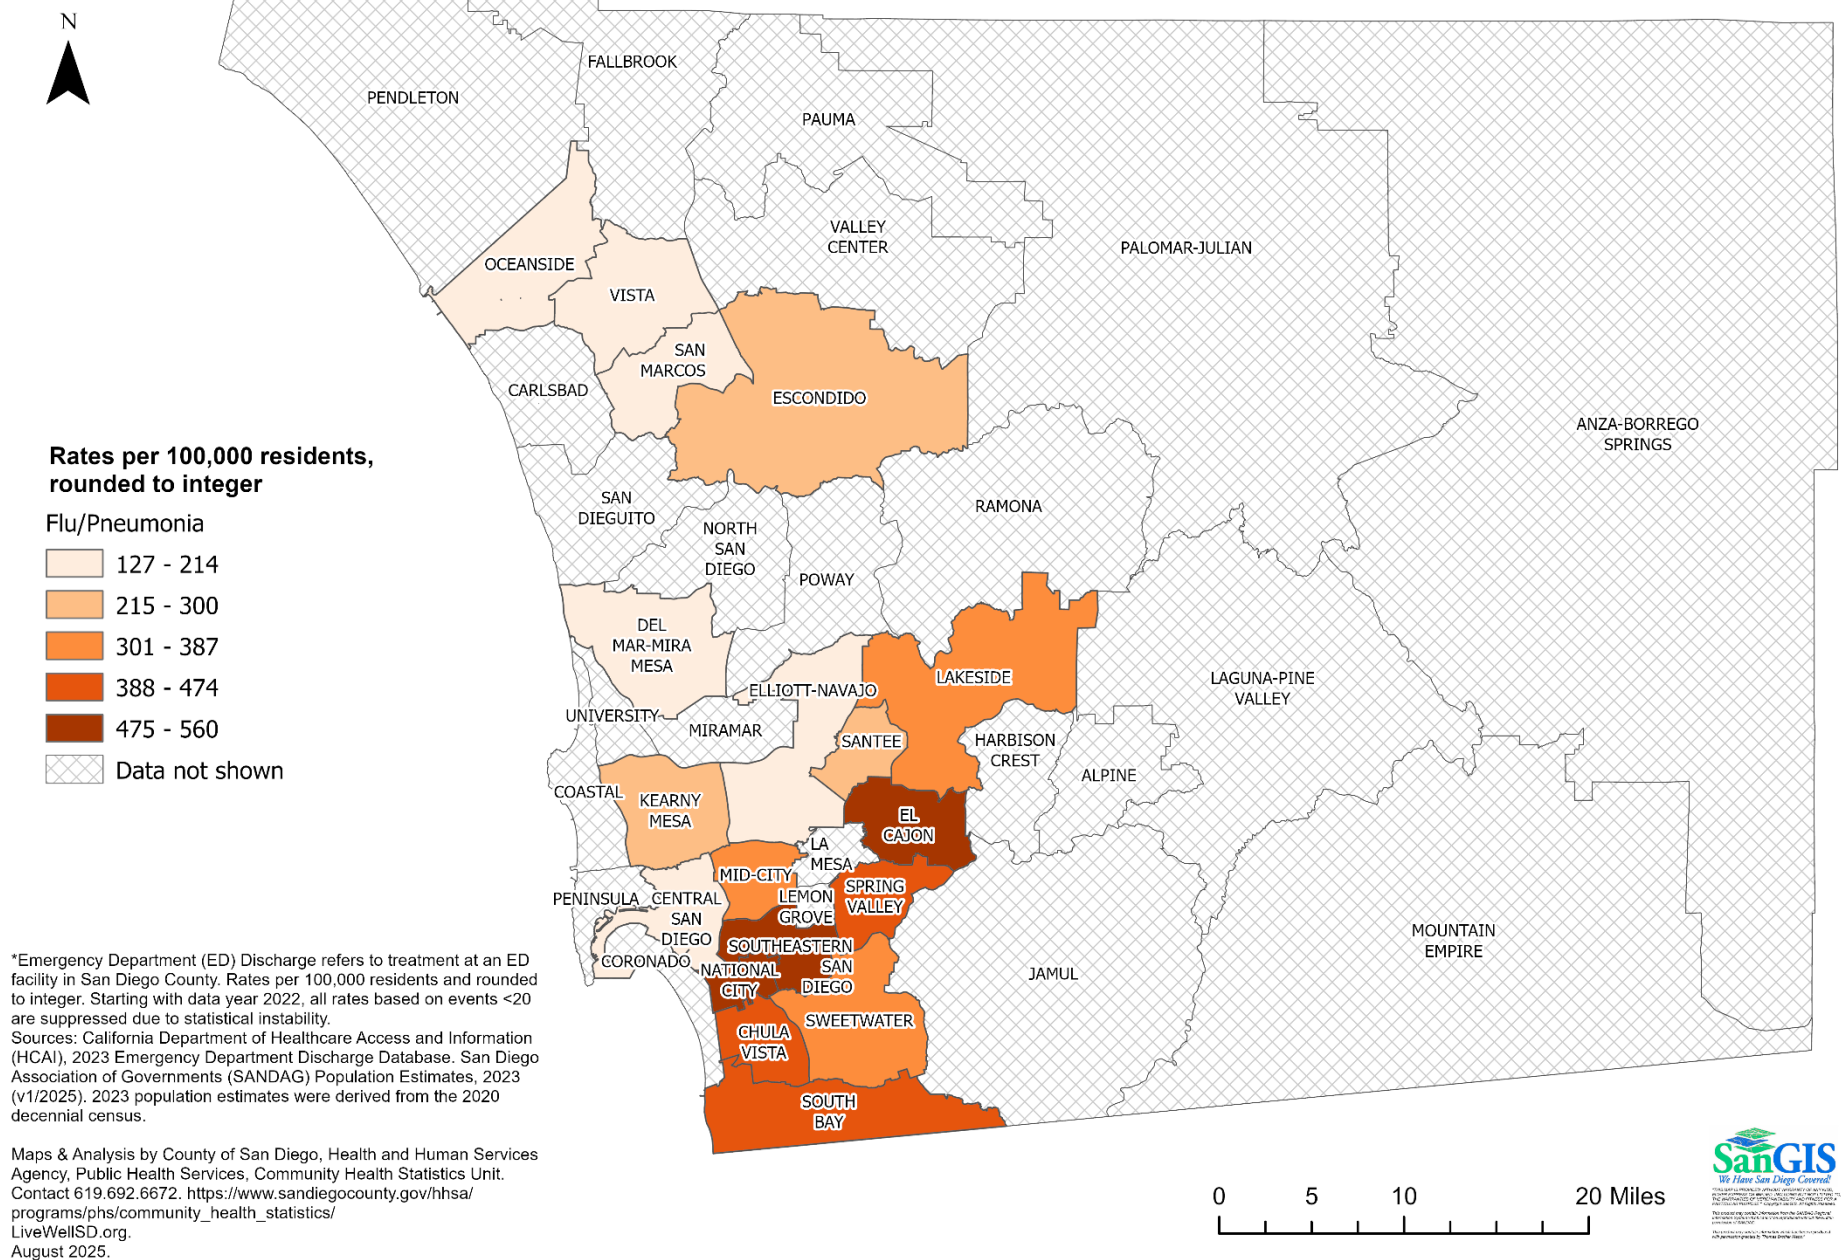 N
FALLBROOK
PENDLETON
PAUMA
VALLEY
CENTER
PALOMAR-JULIAN
OCEANSIDE
VISTA
SAN
MARCOS
CARLSBAD
ESCONDIDO
ANZA-BORREGO
SPRINGS
Rates per 100,000 residents,
rounded to integer
Flu/Pneumonia
127 - 214
215 - 300
301 - 387
388 - 474
475 - 560
Data not shown
SAN
DIEGUITO
RAMONA
NORTH
SAN
DIEGO
POWAY
DEL
MAR-MIRA
MESA
ELLIOTT-NAVAJO
LAKESIDE
LAGUNA-PINE
VALLEY
UNIVERSITY
MIRAMAR
SANTEE
HARBISON
CREST
ALPINE
COASTAL
KEARNY
MESA
EL
CAJON
LA
MESA
MID-CITY
SPRING
VALLEY
PENINSULA
CENTRAL
SAN
DIEGO
LEMON
GROVE
SOUTHEASTERN
SAN
DIEGO
CORONADO
NATIONAL
CITY
MOUNTAIN
EMPIRE
JAMUL
SWEETWATER
CHULA
VISTA
SOUTH
BAY
*Emergency Department (ED) Discharge refers to treatment at an ED
facility in San Diego County. Rates per 100,000 residents and rounded
to integer. Starting with data year 2022, all rates based on events <20
are suppressed due to statistical instability.
Sources: California Department of Healthcare Access and Information
(HCAI), 2023 Emergency Department Discharge Database. San Diego
Association of Governments (SANDAG) Population Estimates, 2023
(v1/2025). 2023 population estimates were derived from the 2020
decennial census.
Maps & Analysis by County of San Diego, Health and Human Services
Agency, Public Health Services, Community Health Statistics Unit.
Contact 619.692.6672. https://www.sandiegocounty.gov/hhsa/
programs/phs/community_health_statistics/
LiveWellSD.org.
August 2025.
0 5 10 20 Miles
SanGIS
We Have San Diego Covered!